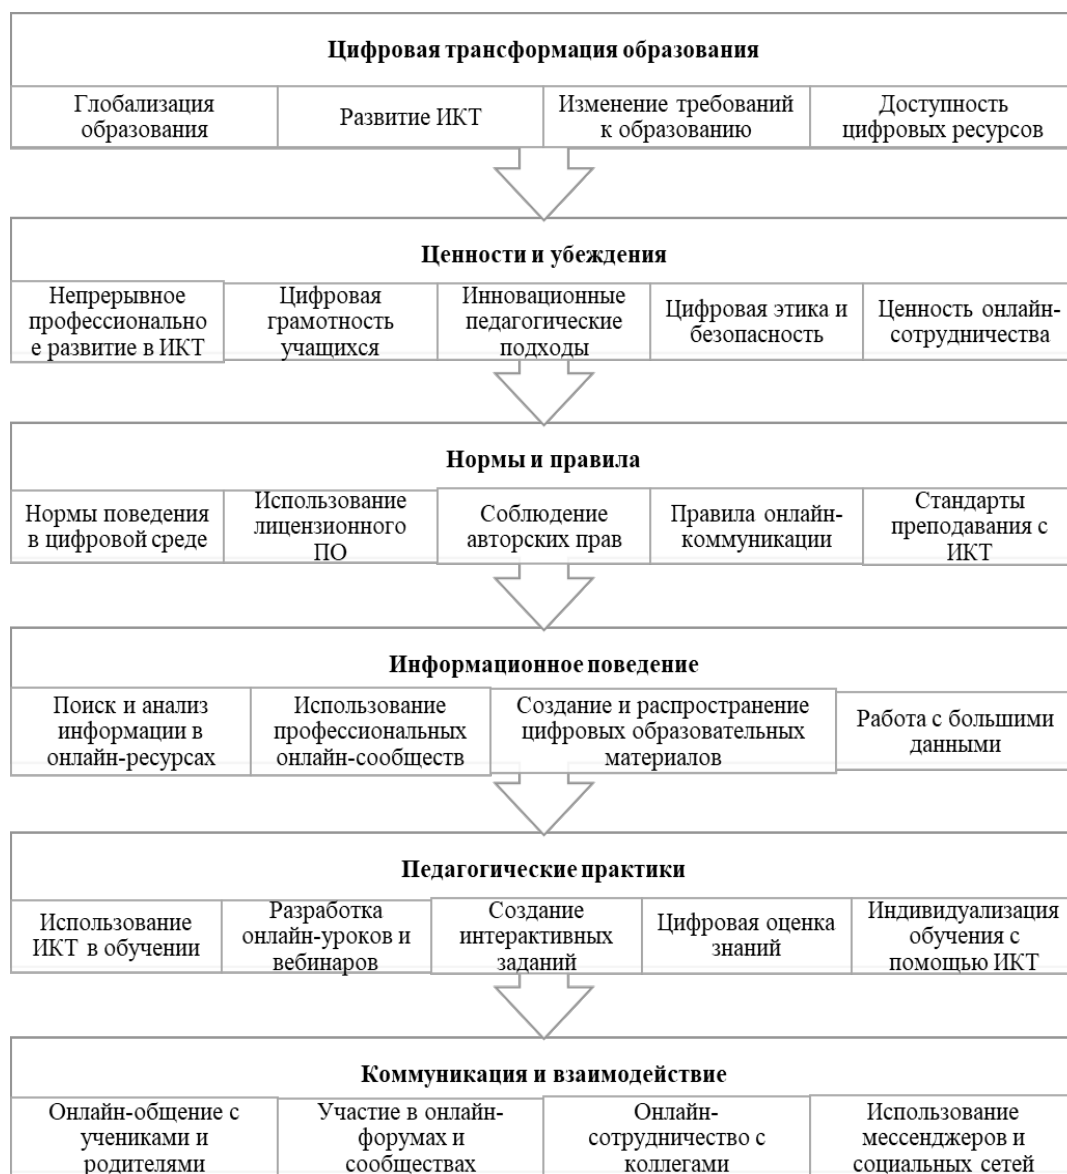 Цифровая трансформация образования
Глобализация
образования
Развитие ИКТ
Изменение требований
к образованию
Доступность
цифровых ресурсов
Ценности и убеждения
Непрерывное
профессионально
е развитие в ИКТ
Цифровая
грамотность
учащихся
Инновационные
педагогические
подходы
Цифровая этика и
безопасность
Ценность онлайн-
сотрудничества
Нормы и правила
Нормы поведения
в цифровой среде
Использование
лицензионного
ПО
Соблюдение
авторских прав
Правила онлайн-
коммуникации
Стандарты
преподавания с
ИКТ
Информационное поведение
Поиск и анализ
информации в
онлайн-ресурсах
Использование
профессиональных
онлайн-сообществ
Создание и распространение
цифровых образовательных
материалов
Работа с большими
данными
Педагогические практики
Использование
ИКТ в обучении
Разработка
онлайн-уроков и
вебинаров
Создание
интерактивных
заданий
Цифровая оценка
знаний
Индивидуализация
обучения с
помощью ИКТ
Коммуникация и взаимодействие
Онлайн-общение с
учениками и
родителями
Участие в онлайн-
форумах и
сообществах
Онлайн-
сотрудничество с
коллегами
Использование
мессенджеров и
социальных сетей